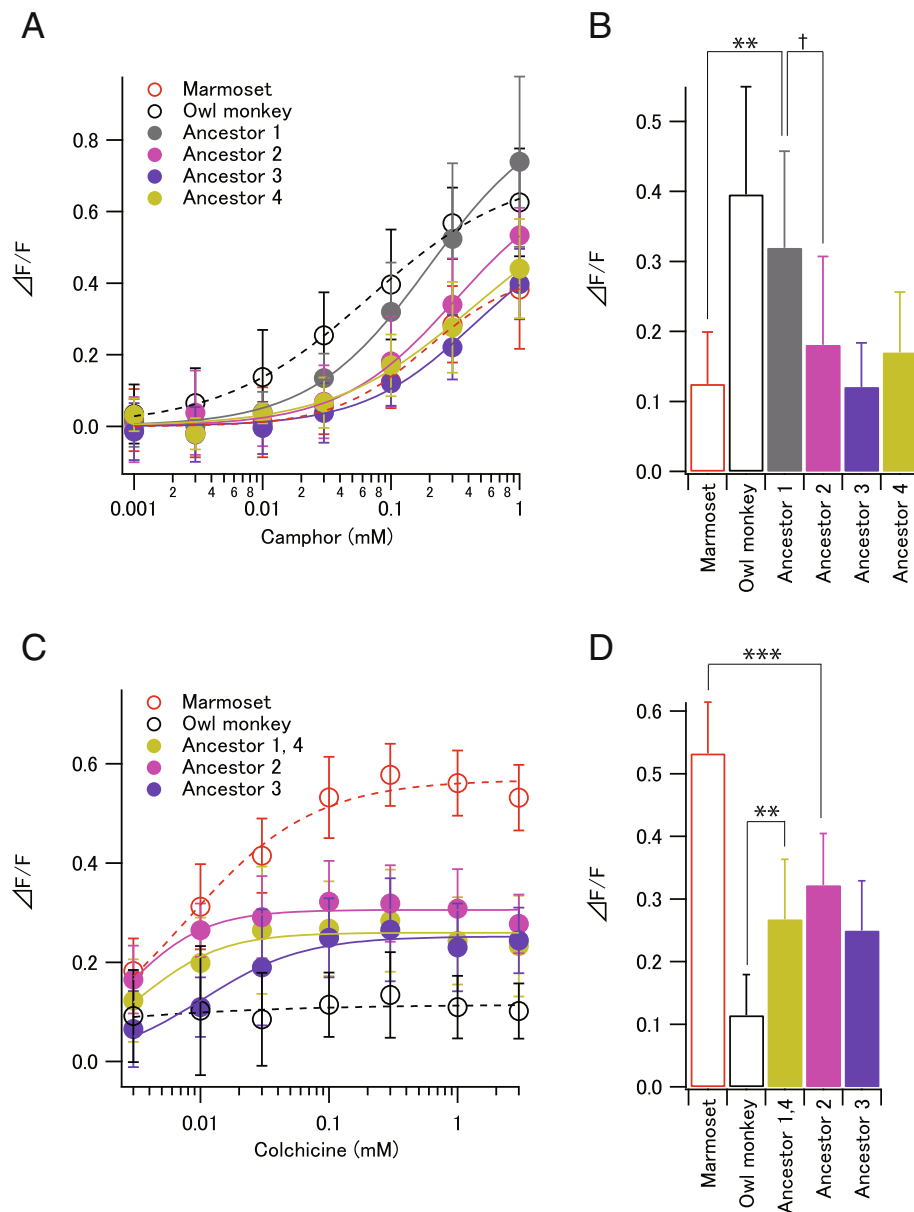 A
Marmoset
Owl monkey
Ancestor 1
Ancestor 2
Ancestor 3
Ancestor 4
0.8
0.6
0.4
0.2
0.0
⊿F/F
0.001
2
6
8
0.01
2
4
6
8
0.1
2
4
6
8
1
Camphor (mM)
B
**
†
0.5
0.4
0.3
0.2
0.1
0.0
⊿F/F
Marmoset
Owl monkey
Ancestor 1
Ancestor 2
Ancestor 3
Ancestor 4
C
Marmoset
Owl monkey
Ancestor 1, 4
Ancestor 2
Ancestor 3
0.6
0.4
0.2
0.0
⊿F/F
0.01
0.1
1
Colchicine (mM)
D
***
**
0.6
0.5
0.4
0.3
0.2
0.1
0.0
⊿F/F
Marmoset
Owl monkey
Ancestor 1,4
Ancestor 2
Ancestor 3